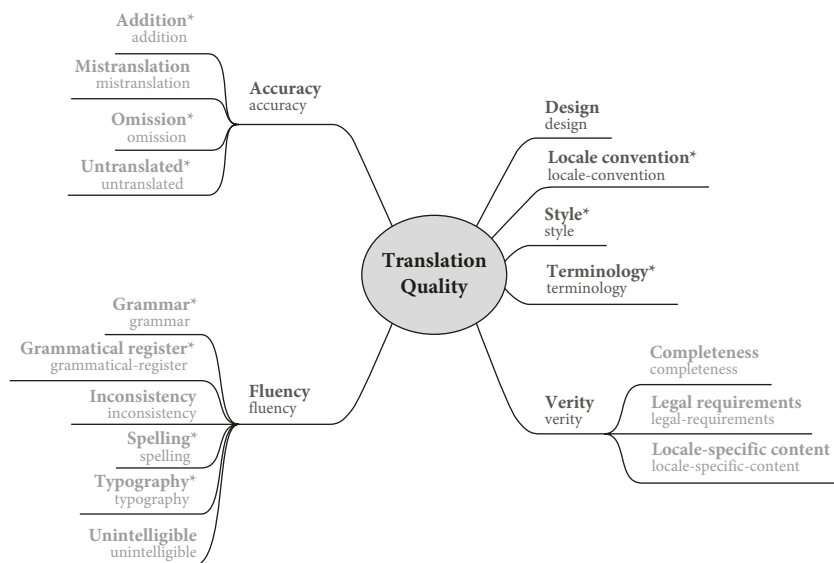 Addition*
addition
Mistranslation
mistranslation
Omission*
omission
Untranslated*
untranslated
Accuracy
accuracy
Grammar*
grammar
Grammatical register*
grammatical-register
Inconsistency
inconsistency
Spelling*
spelling
Typography*
typography
Unintelligible
unintelligible
Fluency
fluency
Translation
Quality
Design
design
Locale convention*
locale-convention
Style*
style
Terminology*
terminology
Verity
verity
Completeness
completeness
Legal requirements
legal-requirements
Locale-specific content
locale-specific-content